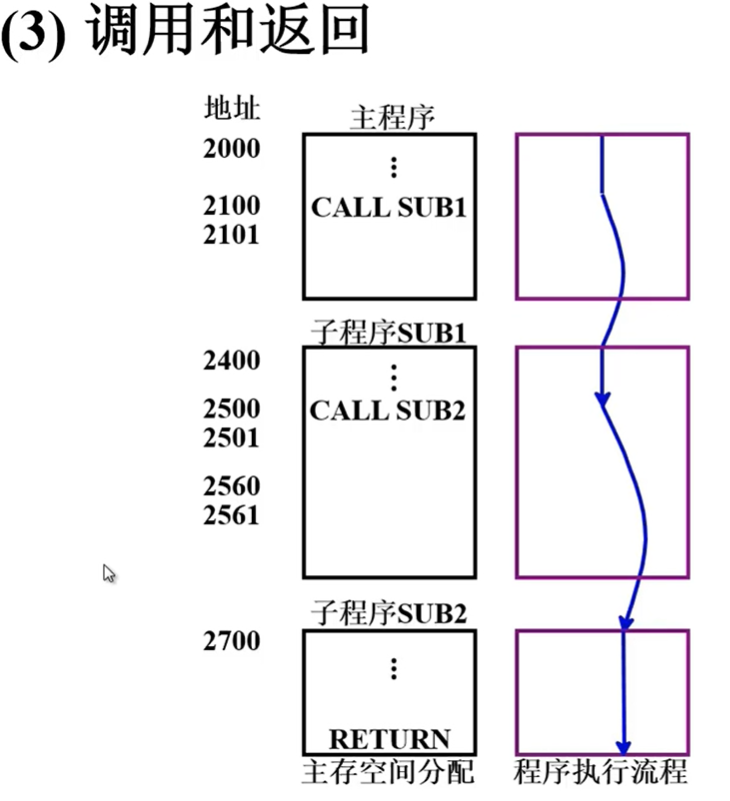 (3) 调用和返回
地址
主程序
2000
⋮
2100
CALL SUB1
2101
子程序SUB1
2400
⋮
2500
CALL SUB2
2501
2560
2561
子程序SUB2
2700
⋮
RETURN
主存空间分配
程序执行流程